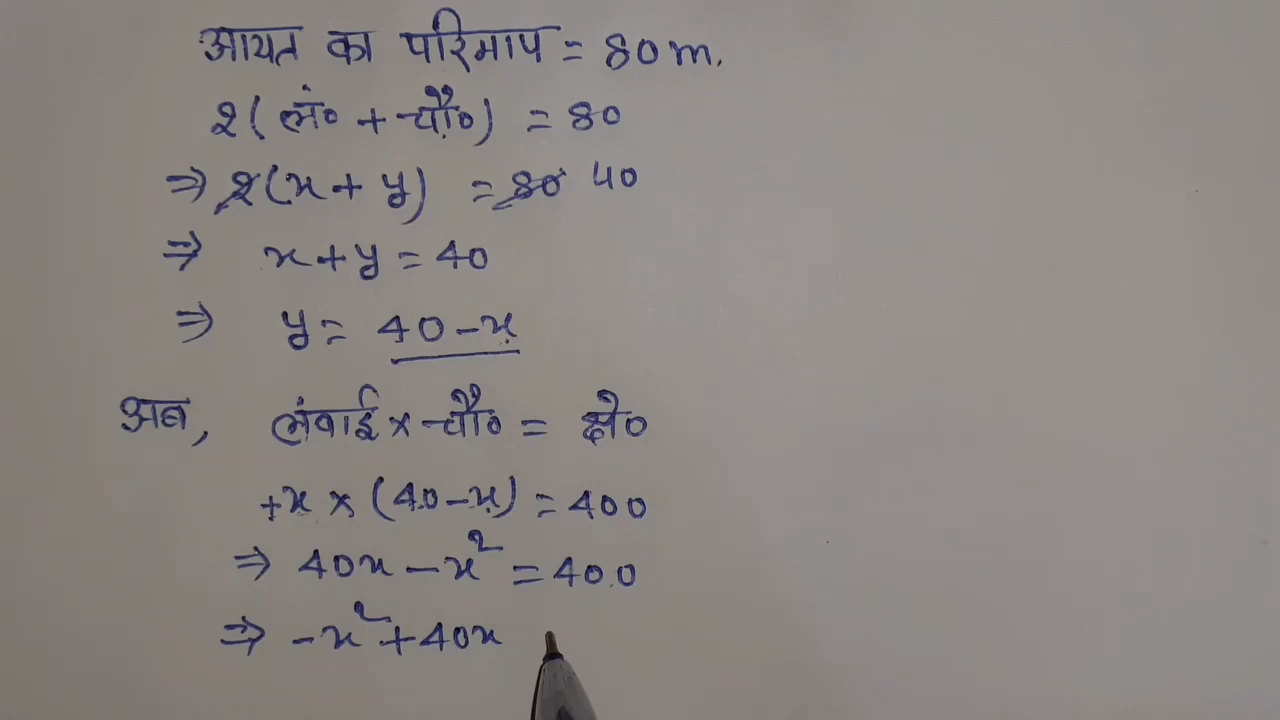 आयत का परिमाप = 80m.
2(लं० + चौ०) = 80
⇒ 2(x + y) = 80 40
⇒ x + y = 40
⇒ y = 40 - x
अब, लंबाई × चौ० = क्षे०
+x × (40 - x) = 400
⇒ 40x - x² = 400
⇒ -x² + 40x